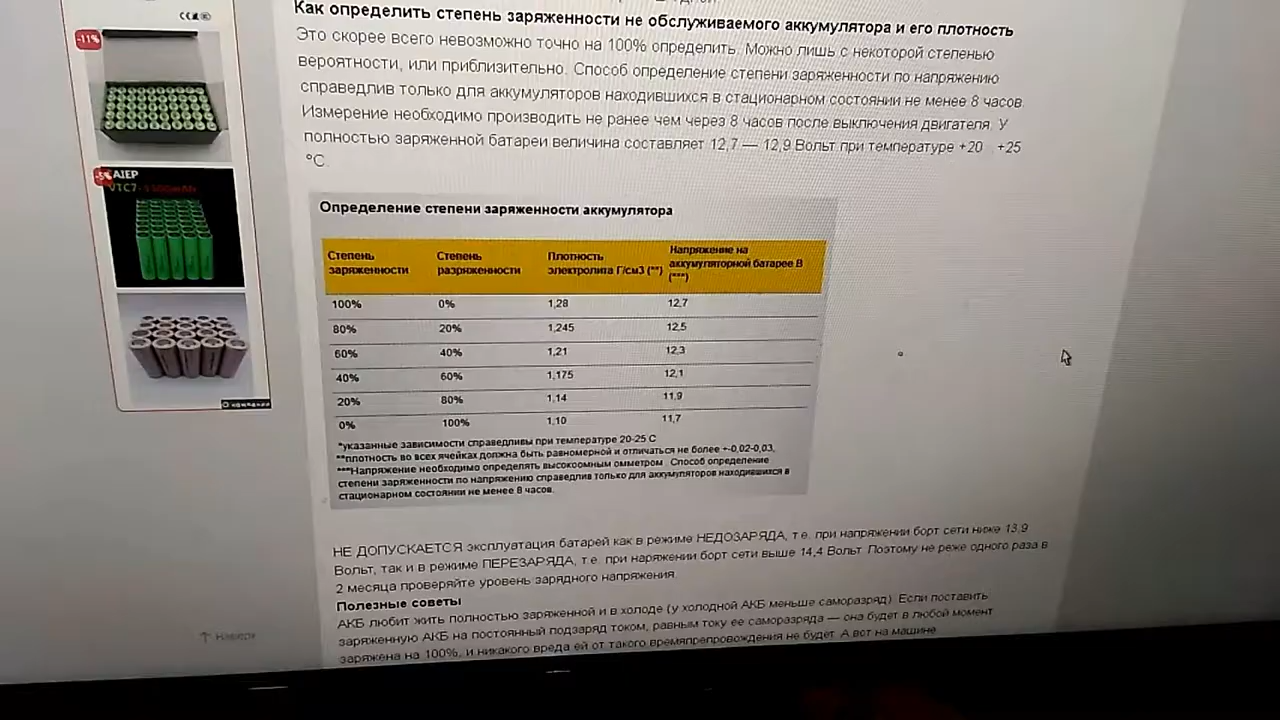 Как определить степень заряженности не обслуживаемого аккумулятора и его плотность
Это скорее всего невозможно точно на 100% определить. Можно лишь с некоторой степенью
вероятности, или приблизительно. Способ определение степени заряженности по напряжению
справедлив только для аккумуляторов находившихся в стационарном состоянии не менее 8 часов.
Измерение необходимо производить не ранее чем через 8 часов после выключения двигателя. У
полностью заряженной батареи величина составляет 12,7 — 12,9 Вольт при температуре +20 +25
°C.
-11%
-5%
AIEP
VTC7
Определение степени заряженности аккумулятора
Степень заряженности Степень разряженности Плотность электролита Г/см3 (**) Напряжение на аккумуляторной батарее В (***)
100% 0% 1,28 12,7
80% 20% 1,245 12,5
60% 40% 1,21 12,3
40% 60% 1,175 12,1
20% 80% 1,14 11,9
0% 100% 1,10 11,7
*указанные зависимости справедливы при температуре 20-25 С
**плотность во всех ячейках должна быть равномерной и отличаться не более +-0,02-0,03,
***Напряжение необходимо определять высокоомным омметром. Способ определение
степени заряженности по напряжению справедлив только для аккумуляторов находившихся в
стационарном состоянии не менее 8 часов.
НЕ ДОПУСКАЕТСЯ эксплуатация батарей как в режиме НЕДОЗАРЯДА, т.е. при напряжении борт сети ниже 13,9
Вольт, так и в режиме ПЕРЕЗАРЯДА, т.е. при наряжении борт сети выше 14,4 Вольт. Поэтому не реже одного раза в
2 месяца проверяйте уровень зарядного напряжения.
Полезные советы
АКБ любит жить полностью заряженной и в холоде (у холодной АКБ меньше саморазряд). Если поставить
заряженную АКБ на постоянный подзаряд током, равным току ее саморазряда — она будет в любой момент
заряжена на 100%, и никакого вреда ей от такого времяпрепровождения не будет. А вот на машине
↑ Наверх